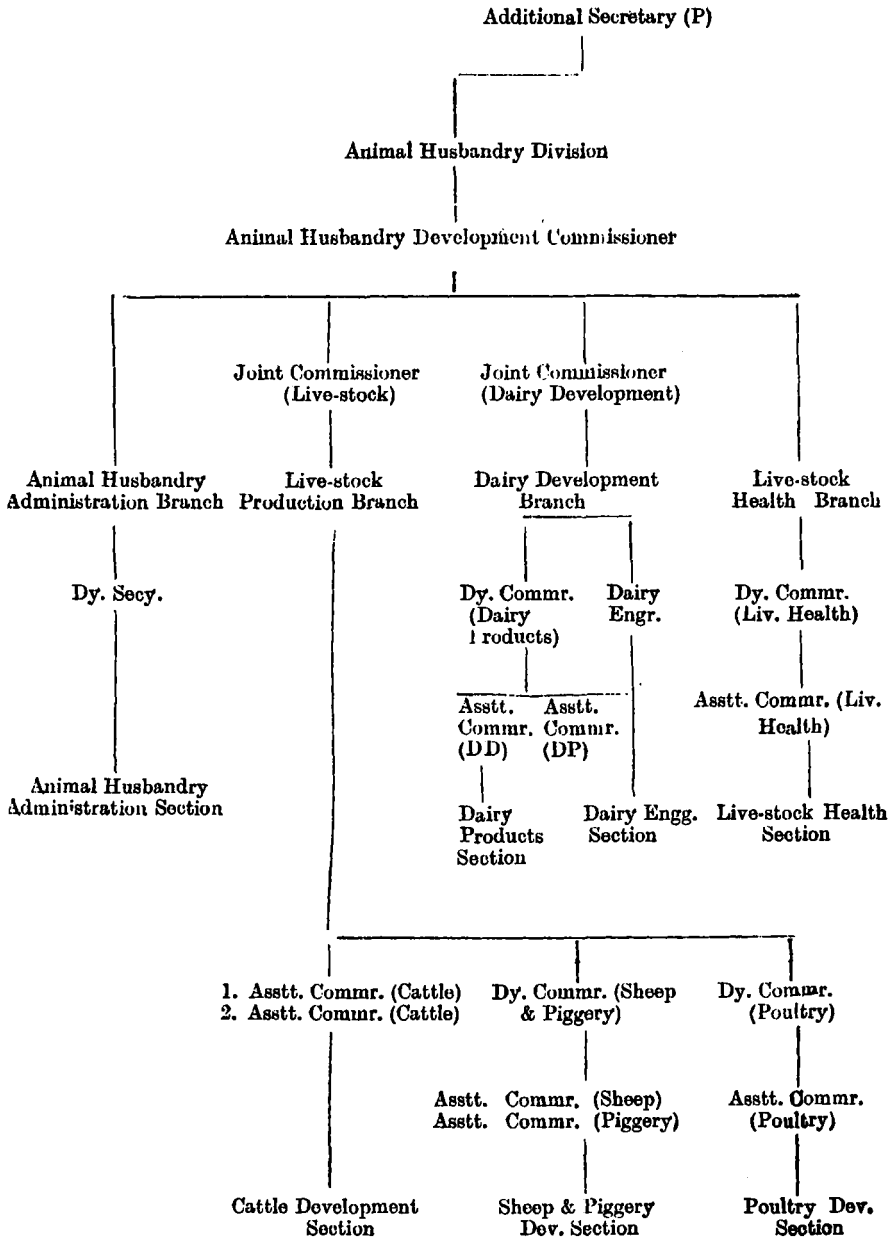 Additional Secretary (P)
Animal Husbandry Division
Animal Husbandry Development Commissioner
Joint Commissioner
(Live-stock)
Joint Commissioner
(Dairy Development)
Animal Husbandry
Administration Branch
Live-stock
Production Branch
Dairy Development
Branch
Live-stock
Health Branch
Dy. Secy.
Dy. Commr.
(Dairy
Products)
Dairy
Engr.
Dy. Commr.
(Liv. Health)
Asstt.
Commr.
(DD)
Asstt.
Commr.
(DP)
Asstt. Commr. (Liv.
Health)
Animal Husbandry
Administration Section
Dairy
Products
Section
Dairy Engg.
Section
Live-stock Health
Section
1. Asstt. Commr. (Cattle)
2. Asstt. Commr. (Cattle)
Dy. Commr. (Sheep
& Piggery)
Dy. Commr.
(Poultry)
Asstt. Commr. (Sheep)
Asstt. Commr. (Piggery)
Asstt. Commr.
(Poultry)
Cattle Development
Section
Sheep & Piggery
Dev. Section
Poultry Dev.
Section